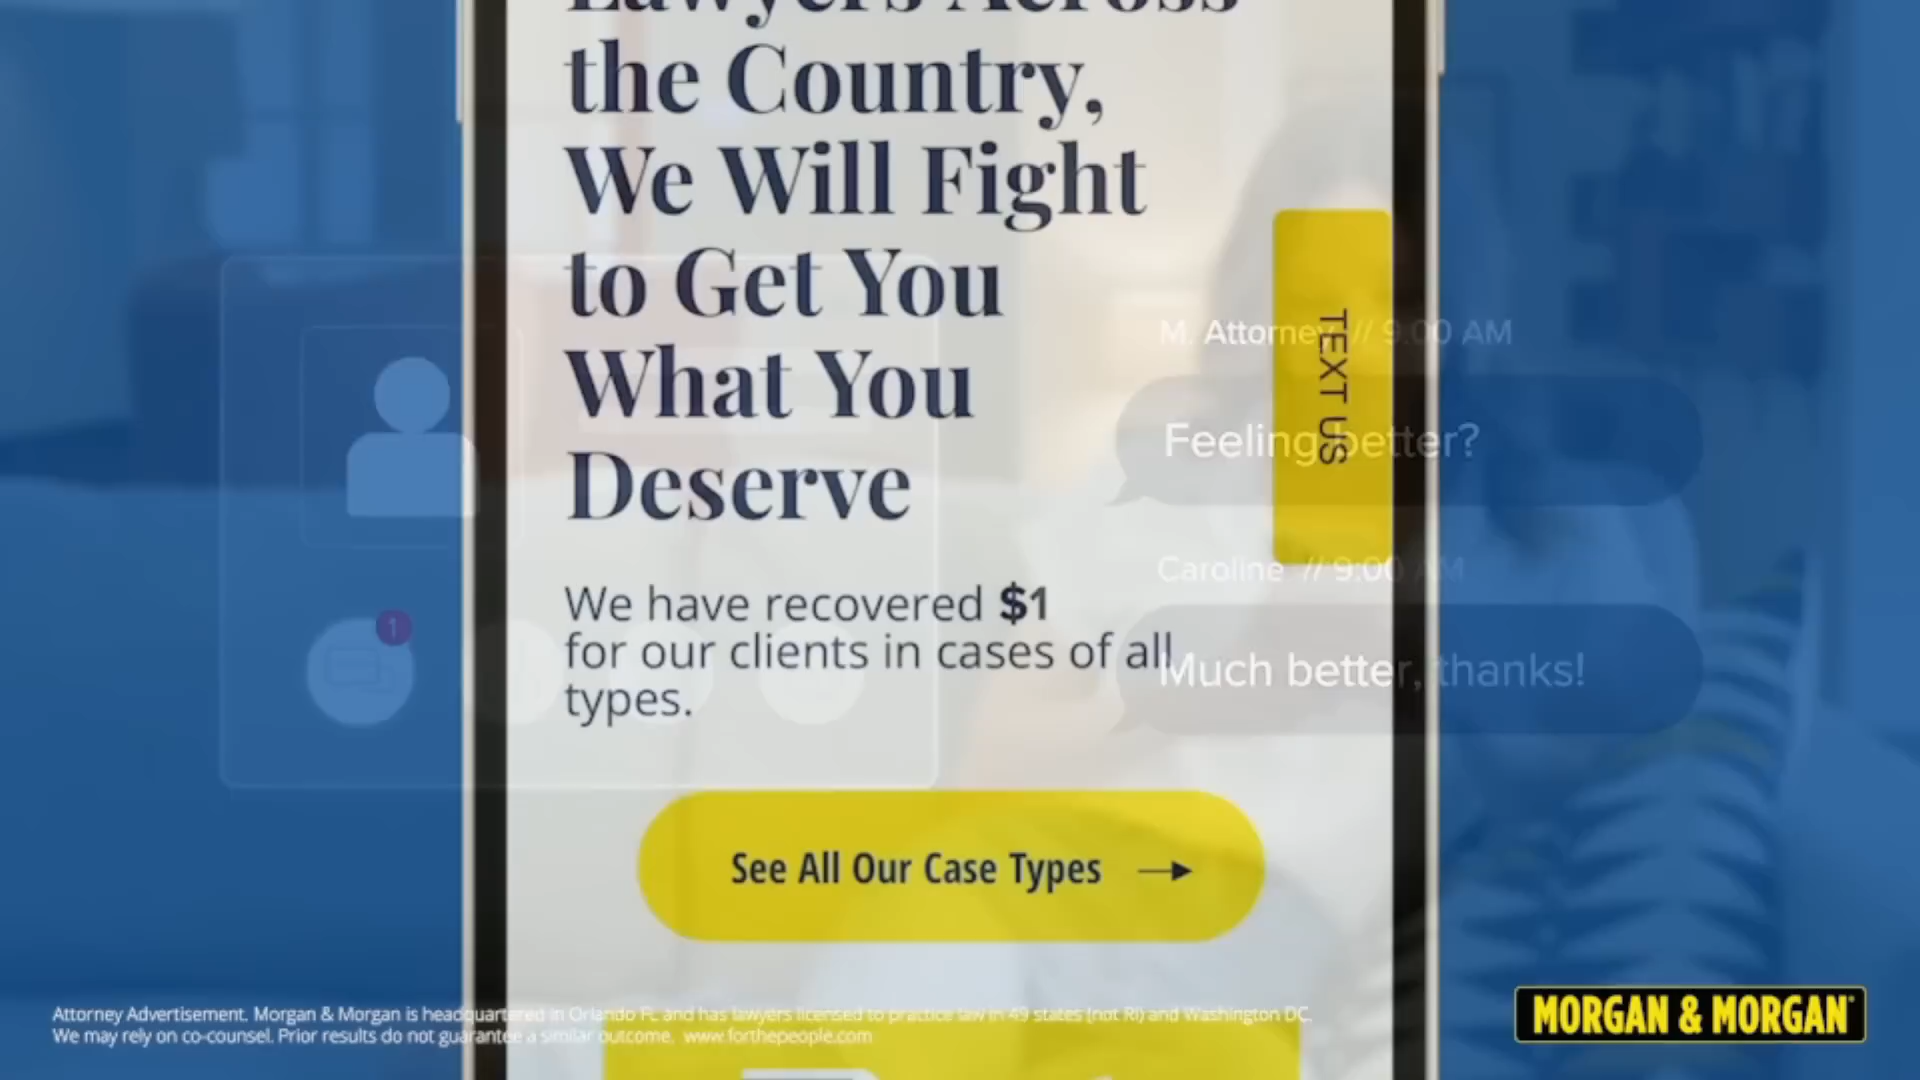 Lawyers Across
the Country,
We Will Fight
to Get You
What You
Deserve
TEXT US
M. Attorney // 9:00 AM
Feeling better?
Caroline // 9:00 AM
Much better, thanks!
1
We have recovered $1
for our clients in cases of all
types.
See All Our Case Types
Attorney Advertisement. Morgan & Morgan is headquartered in Orlando FL and has lawyers licensed to practice law in 49 states (not RI) and Washington DC.
We may rely on co-counsel. Prior results do not guarantee a similar outcome. www.forthepeople.com
MORGAN & MORGAN